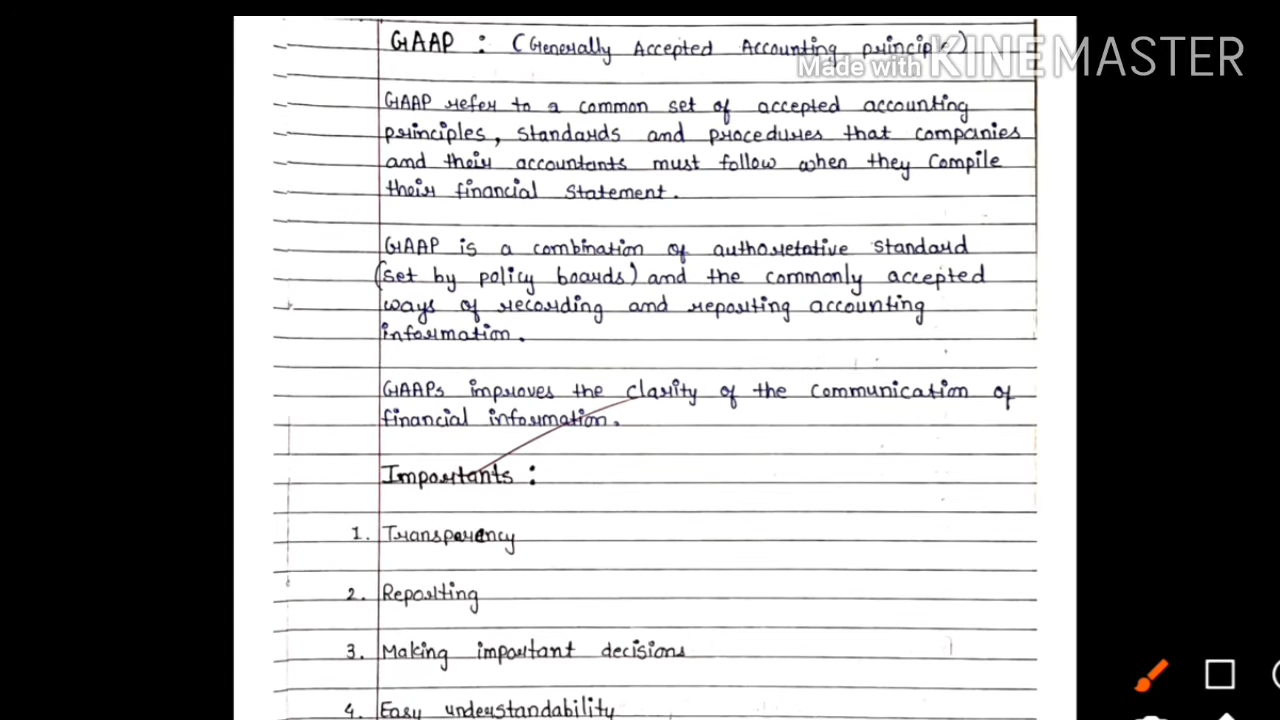 GAAP : (Generally Accepted Accounting principle)
Made with KINEMASTER
GAAP refer to a common set of accepted accounting
principles, standards and procedures that companies
and their accountants must follow when they compile
their financial statement.
GAAP is a combination of authoretative standard
(set by policy boards) and the commonly accepted
ways of recording and reporting accounting
information.
GAAPs improves the clarity of the communication of
financial information.
Importants :
1. Transparency
2. Reporting
3. Making important decisions
4. Easy understandability